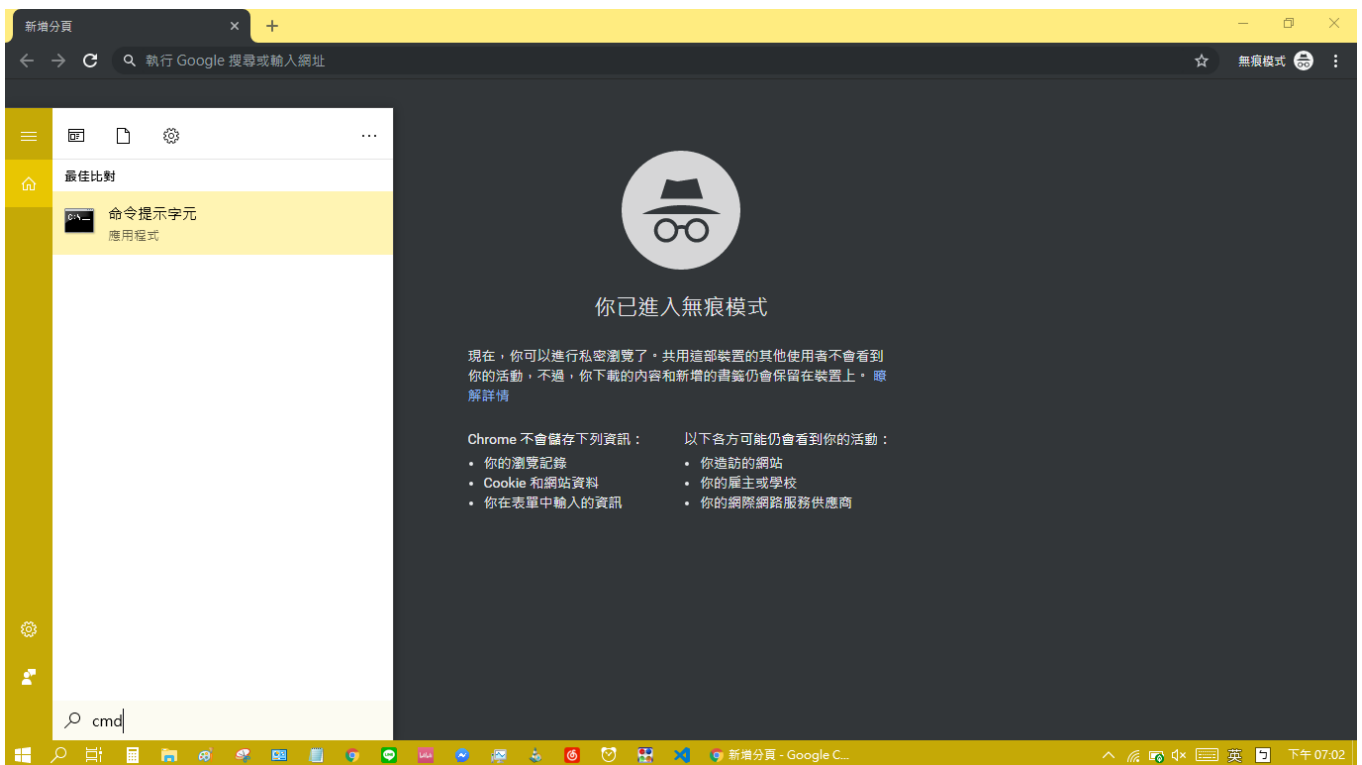 新增分頁
執行 Google 搜尋或輸入網址
無痕模式
最佳比對
命令提示字元
應用程式
cmd
你已進入無痕模式
現在，你可以進行私密瀏覽了。共用這部裝置的其他使用者不會看到
你的活動，不過，你下載的內容和新增的書籤仍會保留在裝置上。 瞭
解詳情
Chrome 不會儲存下列資訊：
• 你的瀏覽記錄
• Cookie 和網站資料
• 你在表單中輸入的資訊
以下各方可能仍會看到你的活動：
• 你造訪的網站
• 你的雇主或學校
• 你的網際網路服務供應商
新增分頁 - Google C...
英
ㄅ
下午 07:02